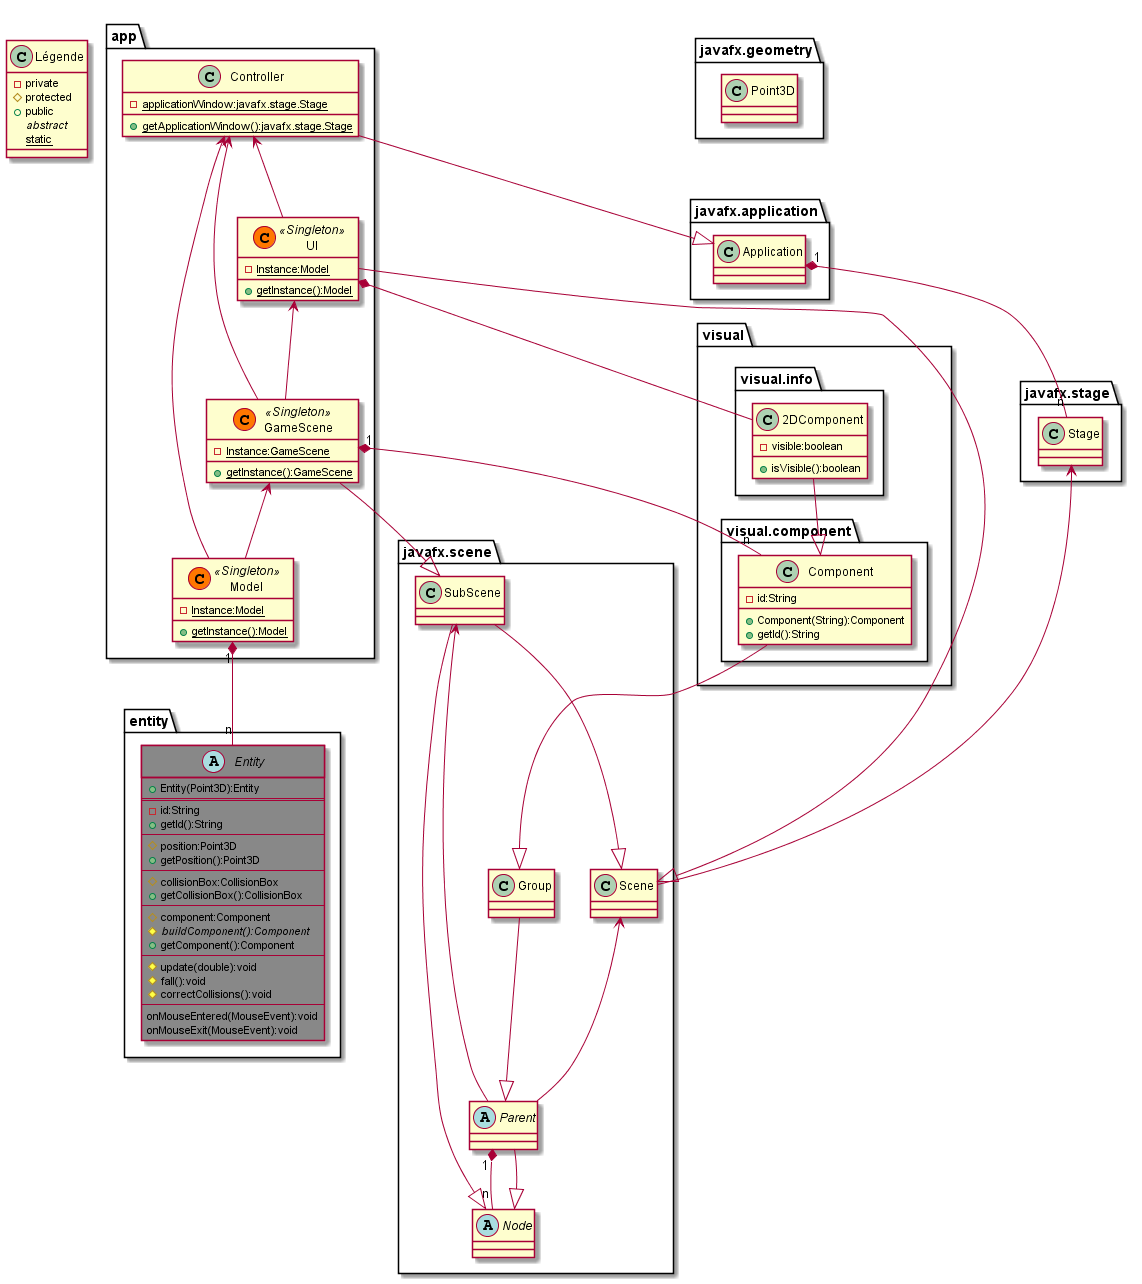 C Légende
private
protected
public
abstract
static
app
C Controller
applicationWindow:javafx.stage.Stage
getApplicationWindow():javafx.stage.Stage
C «Singleton»
UI
Instance:Model
getInstance():Model
C «Singleton»
GameScene
Instance:GameScene
getInstance():GameScene
1
C «Singleton»
Model
Instance:Model
getInstance():Model
1
n
entity
A Entity
Entity(Point3D):Entity
id:String
getId():String
position:Point3D
getPosition():Point3D
collisionBox:CollisionBox
getCollisionBox():CollisionBox
component:Component
buildComponent():Component
getComponent():Component
update(double):void
fall():void
correctCollisions():void
onMouseEntered(MouseEvent):void
onMouseExit(MouseEvent):void
javafx.geometry
C Point3D
javafx.application
C Application
1
visual
visual.info
C 2DComponent
visible:boolean
isVisible():boolean
visual.component
n
C Component
id:String
Component(String):Component
getId():String
javafx.stage
n
C Stage
javafx.scene
C SubScene
C Group
C Scene
A Parent
1
n
A Node